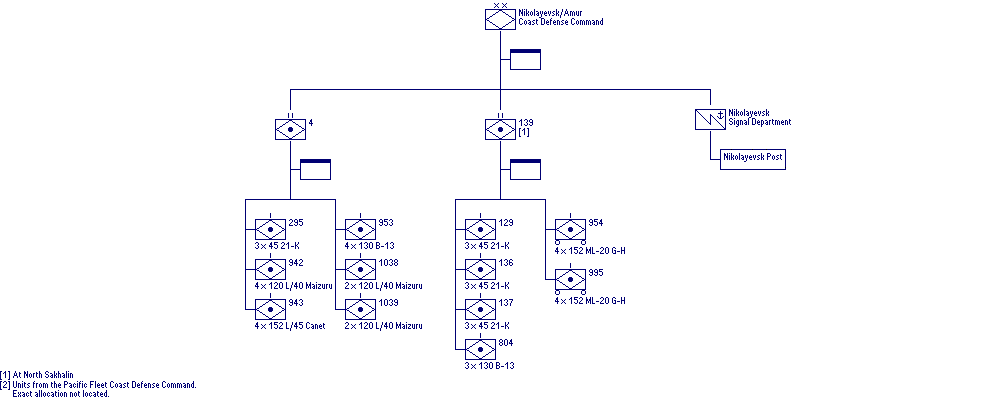 Nikolayevsk/Amur
Coast Defense Command
4
139
[1]
Nikolayevsk
Signal Department
Nikolayevsk Post
295
3 × 45 21-K
942
4 × 120 L/40 Maizuru
943
4 × 152 L/45 Canet
953
4 × 130 B-13
1038
2 × 120 L/40 Maizuru
1039
2 × 120 L/40 Maizuru
129
3 × 45 21-K
136
3 × 45 21-K
137
3 × 45 21-K
804
3 × 130 B-13
954
4 × 152 ML-20 G-H
995
4 × 152 ML-20 G-H
[1] At North Sakhalin
[2] Units from the Pacific Fleet Coast Defense Command.
Exact allocation not located.